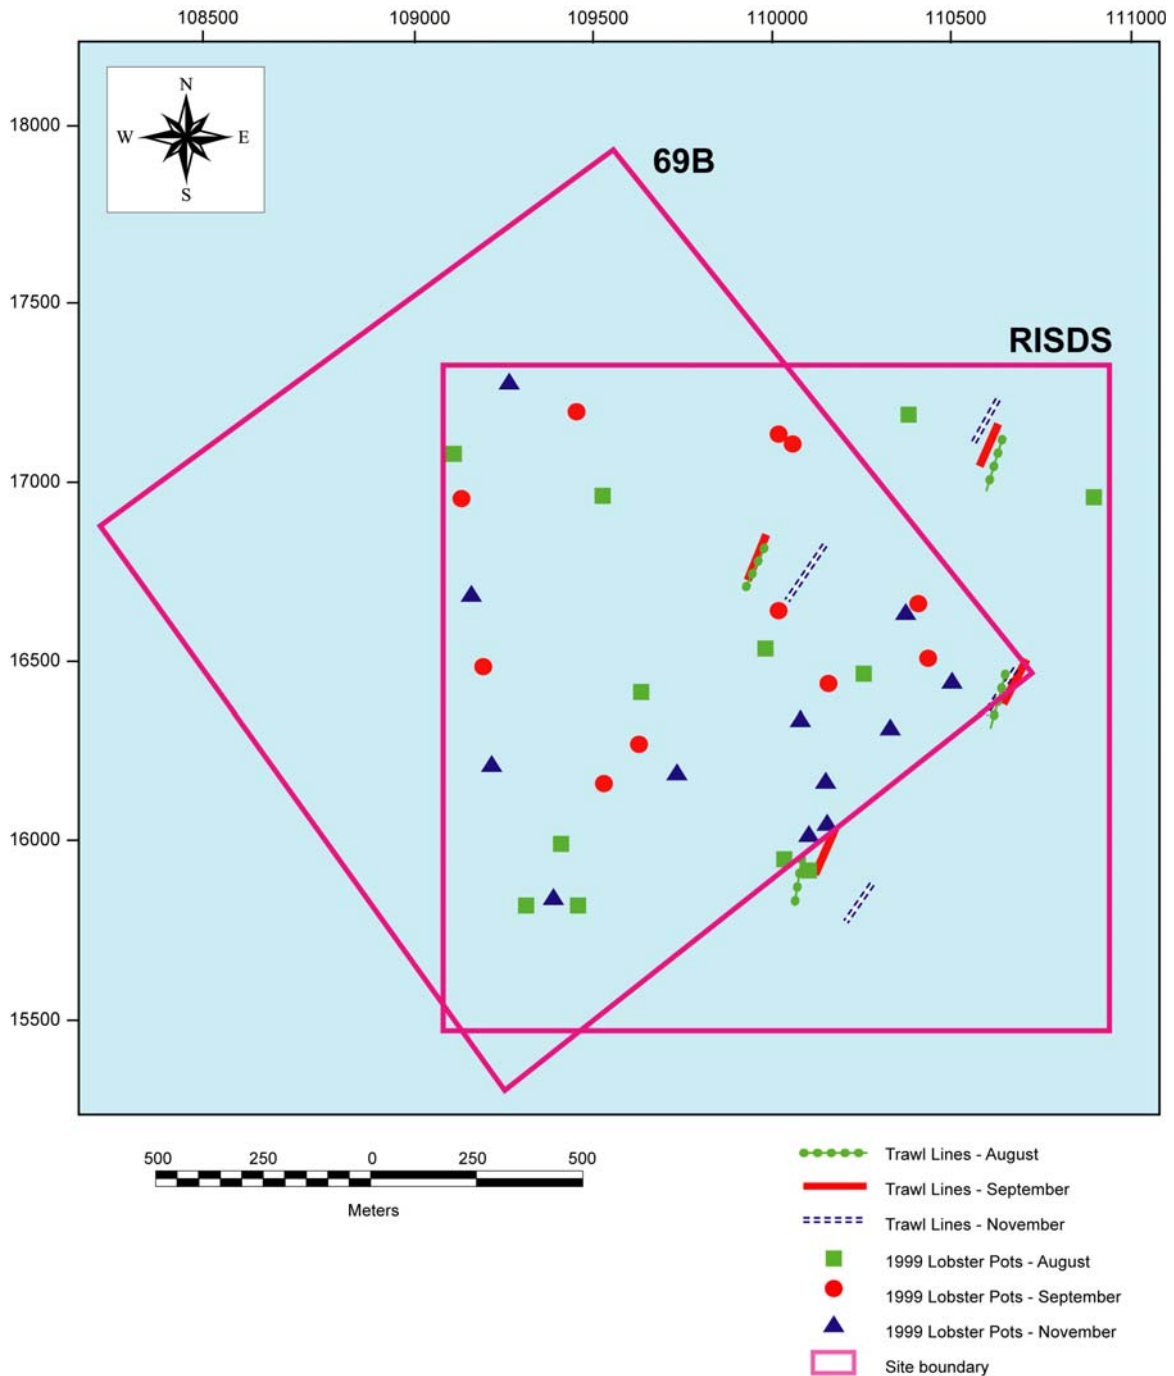 108500 109000 109500 110000 110500 111000
N
W E
S
18000
69B
17500
RISDS
17000
16500
16000
15500
500 250 0 250 500
Meters
Trawl Lines - August
Trawl Lines - September
Trawl Lines - November
1999 Lobster Pots - August
1999 Lobster Pots - September
1999 Lobster Pots - November
Site boundary